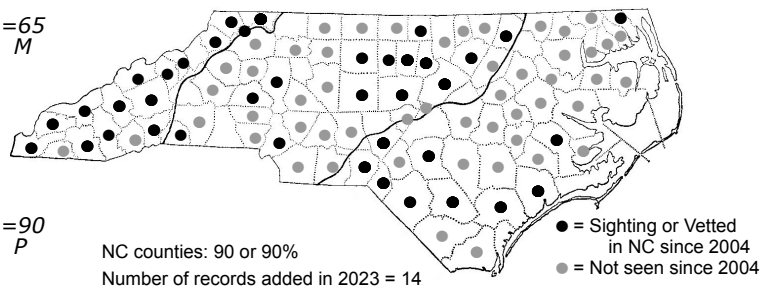 =65
M
=90
P
NC counties: 90 or 90%
Number of records added in 2023 = 14
= Sighting or Vetted
in NC since 2004
= Not seen since 2004